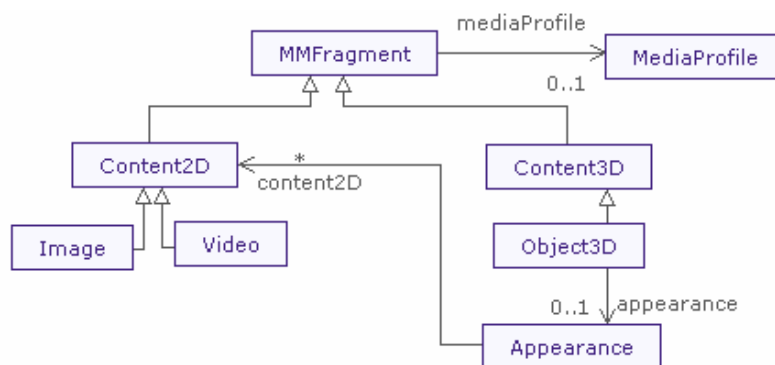 mediaProfile
MMFragment
MediaProfile
0..1
Content2D
*
content2D
Content3D
Image
Video
Object3D
0..1
appearance
Appearance